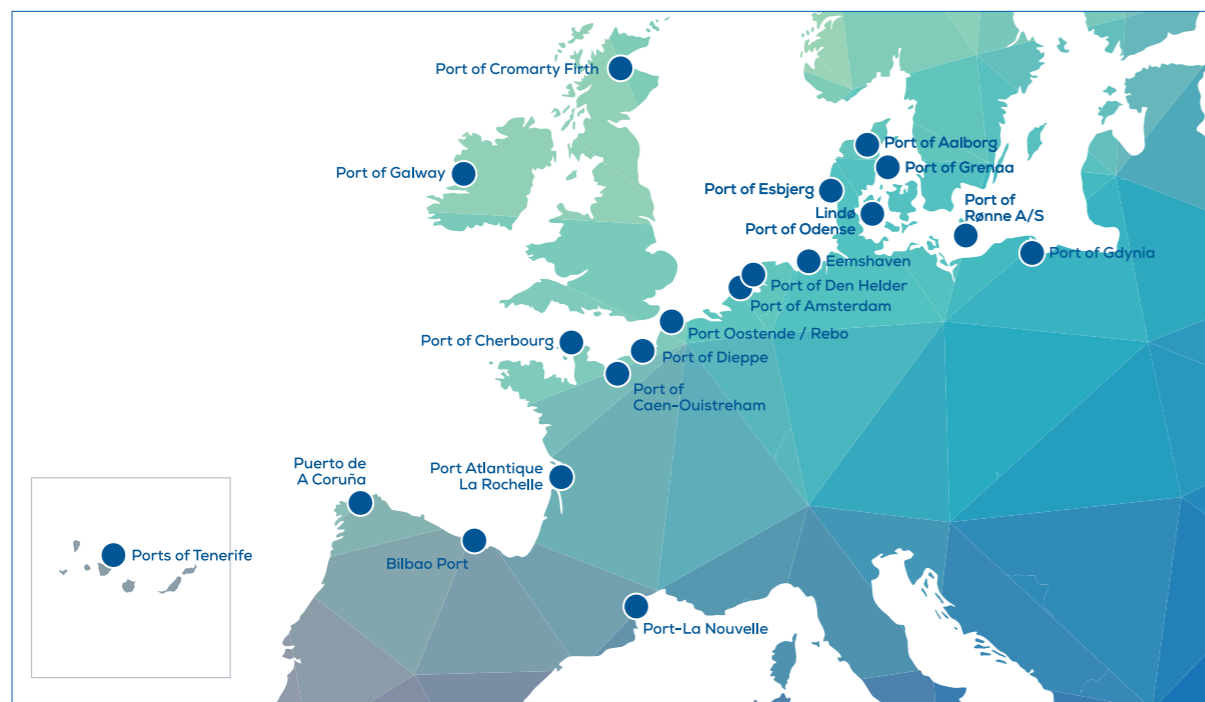 Port of Cromarty Firth
Port of Galway
Port of Aalborg
Port of Grenaa
Port of Esbjerg
Lindø
Port of Odense
Port of
Rønne A/S
Port of Gdynia
Eemshaven
Port of Den Helder
Port of Amsterdam
Port Oostende / Rebo
Port of Cherbourg
Port of Dieppe
Port of
Caen-Ouistreham
Puerto de
A Coruña
Port Atlantique
La Rochelle
Ports of Tenerife
Bilbao Port
Port-La Nouvelle